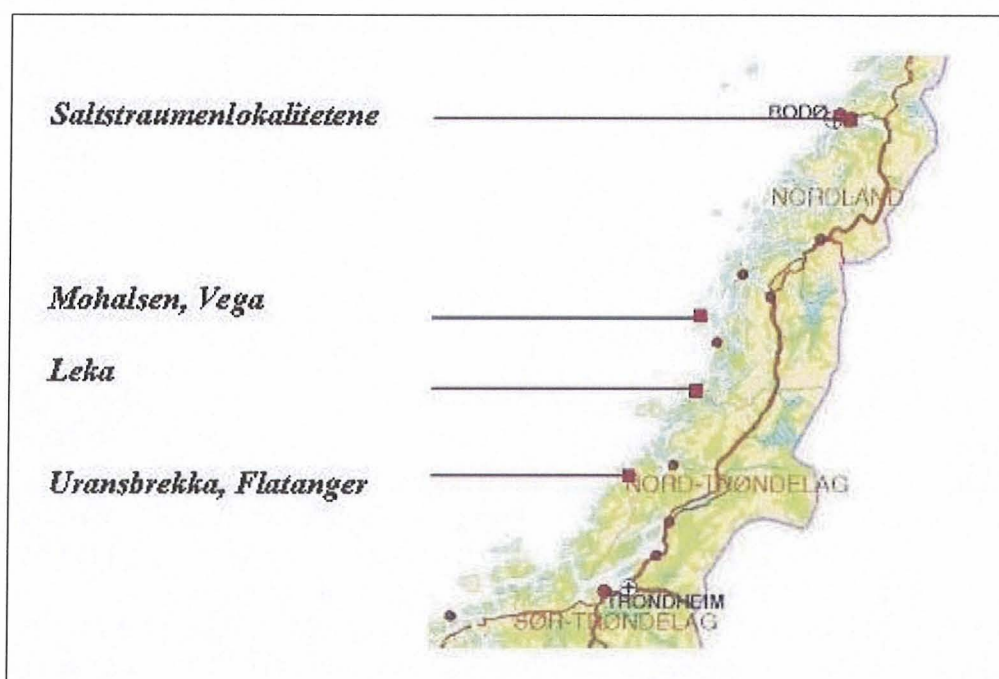 Saltstraumenlokalitetene
BODØ
NORDLAND
Mohalsen, Vega
Leka
Uransbrekka, Flatanger
NORD-TRØNDELAG
TRONDHEIM
SØR-TRØNDELAG